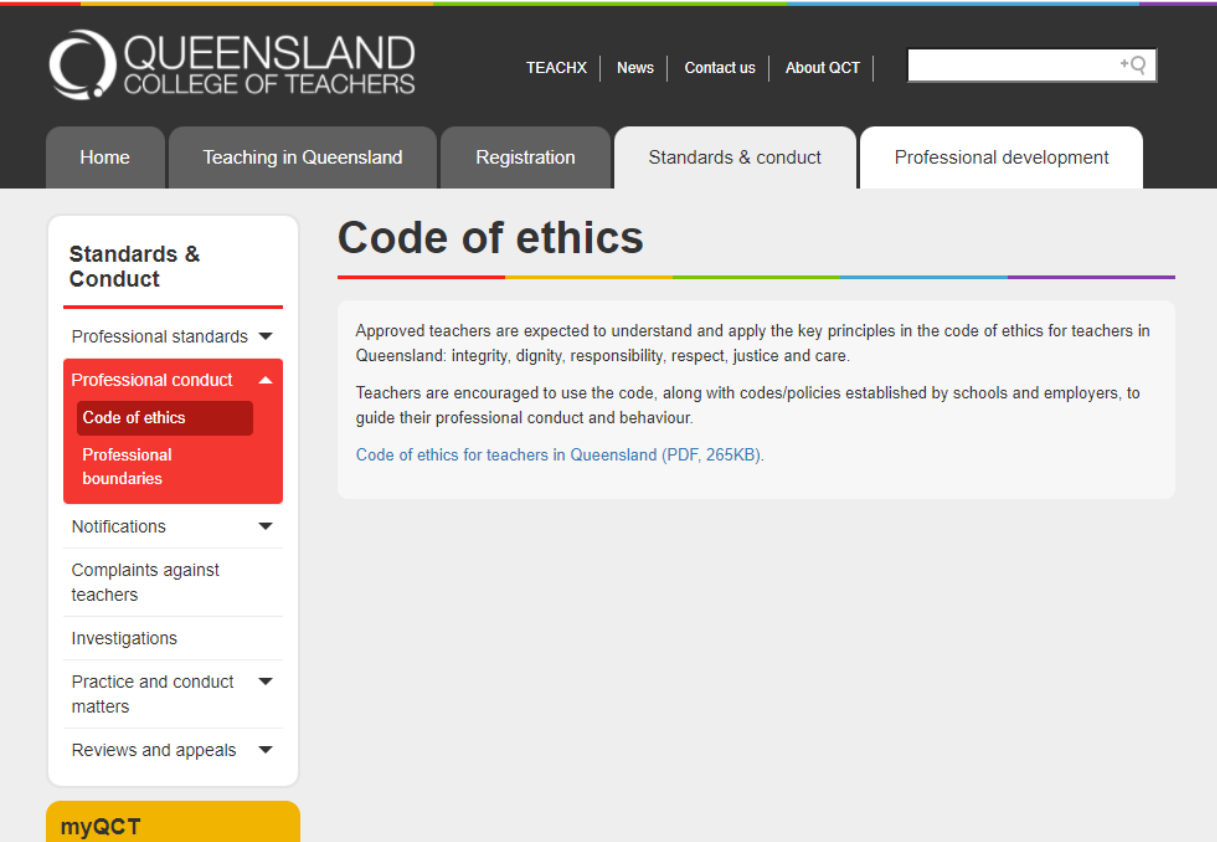 QUEENSLAND
COLLEGE OF TEACHERS
TEACHX
News
Contact us
About QCT
Home
Teaching in Queensland
Registration
Standards & conduct
Professional development
Standards &
Conduct
Professional standards
Professional conduct
Code of ethics
Professional
boundaries
Notifications
Complaints against
teachers
Investigations
Practice and conduct
matters
Reviews and appeals
myQCT
Code of ethics
Approved teachers are expected to understand and apply the key principles in the code of ethics for teachers in
Queensland: integrity, dignity, responsibility, respect, justice and care.
Teachers are encouraged to use the code, along with codes/policies established by schools and employers, to
guide their professional conduct and behaviour.
Code of ethics for teachers in Queensland (PDF, 265KB).